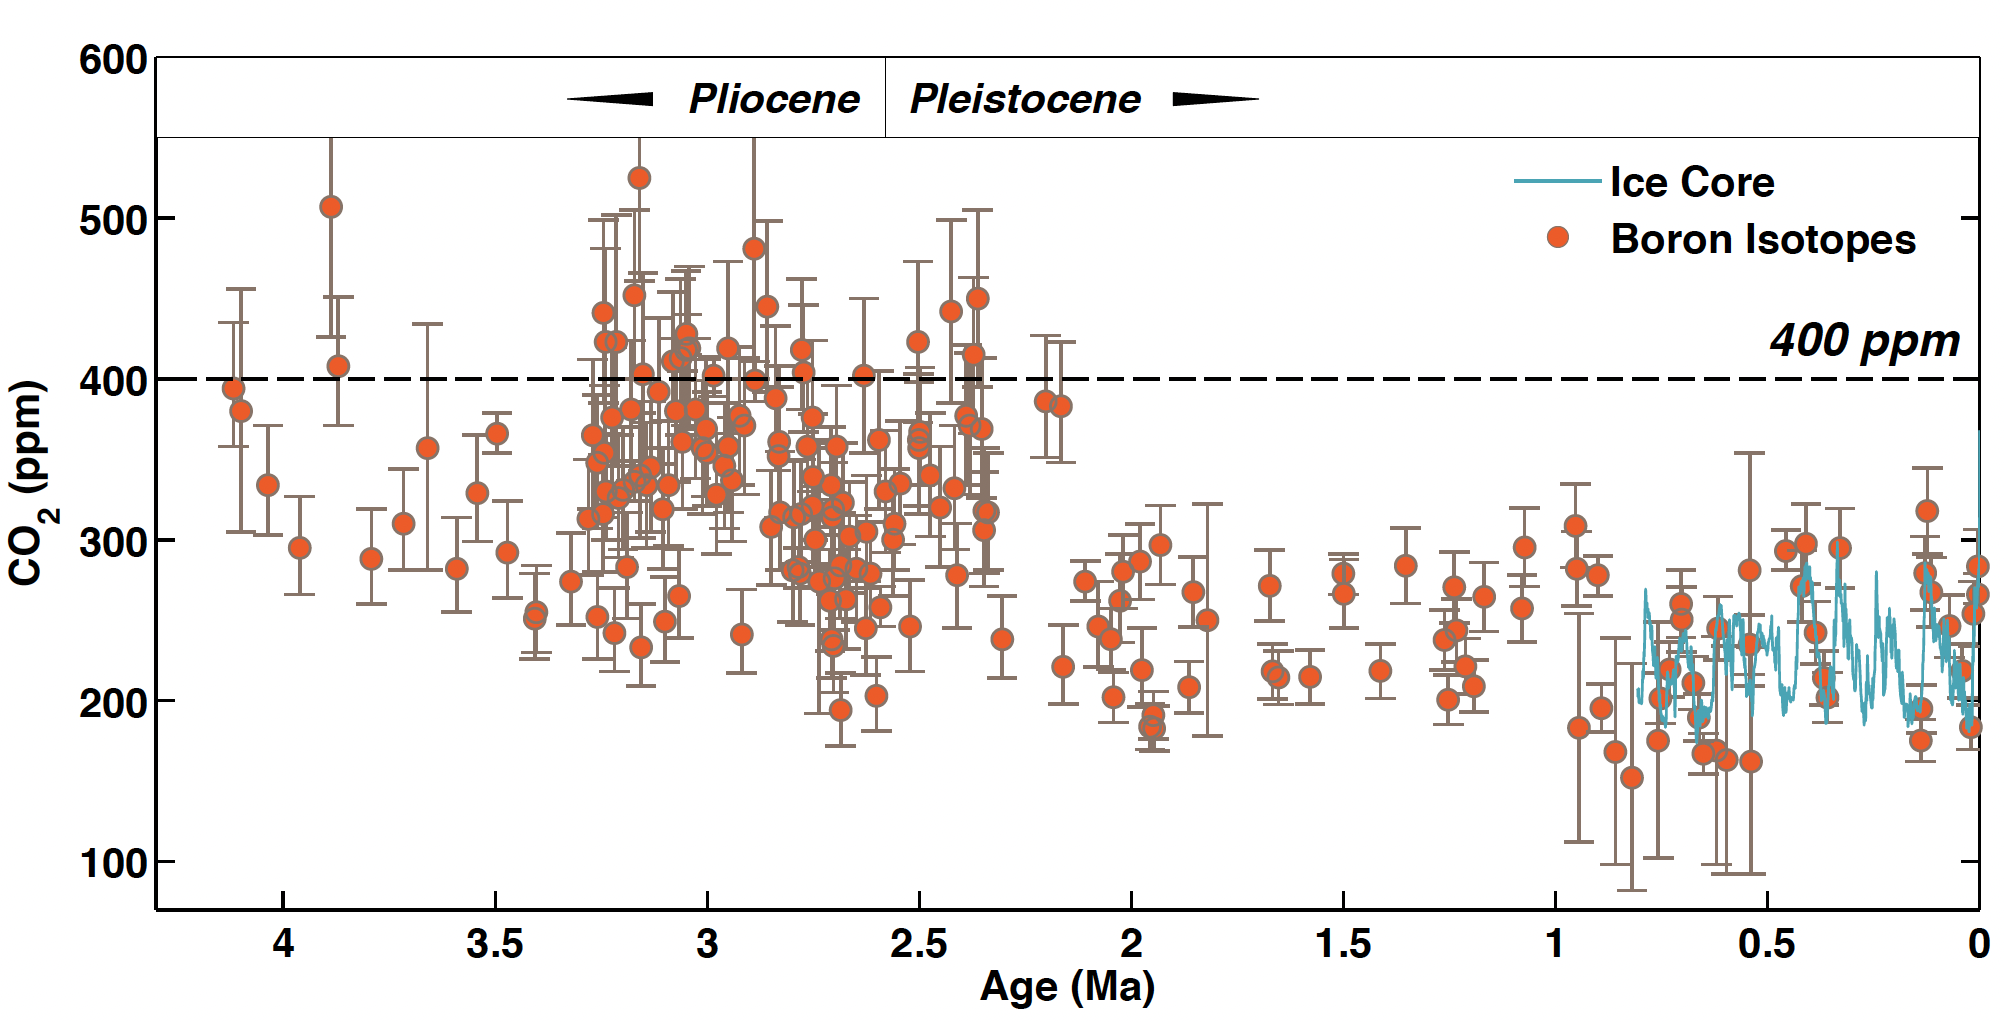 600
Pliocene Pleistocene
Ice Core
500
Boron Isotopes
400 ppm
400
CO2 (ppm)
300
200
100
4 3.5 3 2.5 2 1.5 1 0.5 0
Age (Ma)